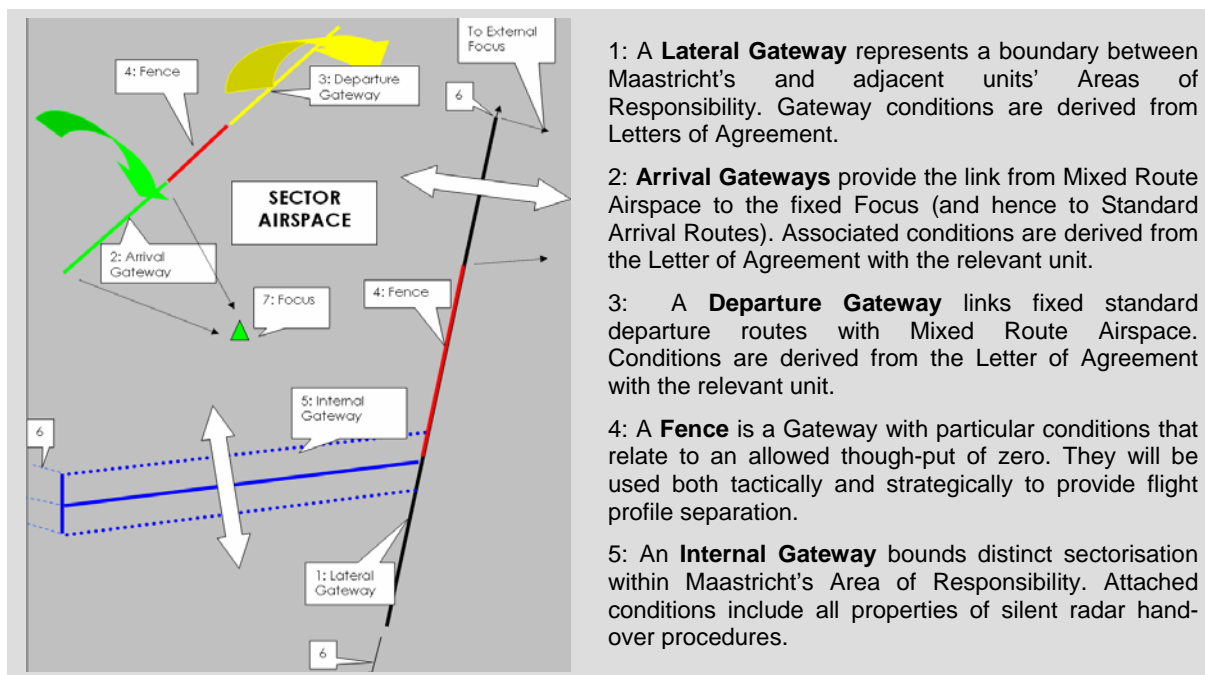 To External
Focus
4: Fence
3: Departure
Gateway
6
SECTOR
AIRSPACE
2: Arrival
Gateway
7: Focus
4: Fence
5: Internal
Gateway
6
1: Lateral
Gateway
6
1: A Lateral Gateway represents a boundary between
Maastricht's and adjacent units' Areas of
Responsibility. Gateway conditions are derived from
Letters of Agreement.
2: Arrival Gateways provide the link from Mixed Route
Airspace to the fixed Focus (and hence to Standard
Arrival Routes). Associated conditions are derived from
the Letter of Agreement with the relevant unit.
3: A Departure Gateway links fixed standard
departure routes with Mixed Route Airspace.
Conditions are derived from the Letter of Agreement
with the relevant unit.
4: A Fence is a Gateway with particular conditions that
relate to an allowed though-put of zero. They will be
used both tactically and strategically to provide flight
profile separation.
5: An Internal Gateway bounds distinct sectorisation
within Maastricht's Area of Responsibility. Attached
conditions include all properties of silent radar hand-
over procedures.